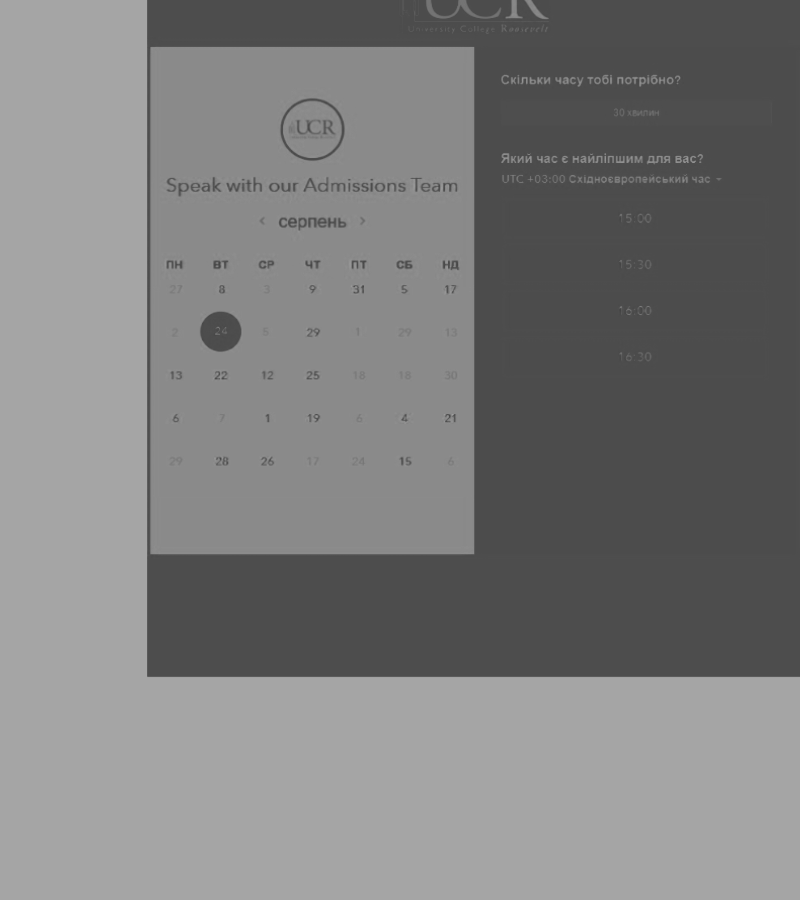 UCR
University College Roosevelt
UCR
Speak with our Admissions Team
< серпень >
ПН ВТ СР ЧТ ПТ СБ НД
27 8 3 9 31 5 17
2 24 5 29 1 29 13
13 22 12 25 18 18 30
6 7 1 19 6 4 21
29 28 26 17 24 15 6
Скільки часу тобі потрібно?
30 хвилин
Який час є найліпшим для вас?
UTC +03:00 Східноєвропейський час
15:00
15:30
16:00
16:30